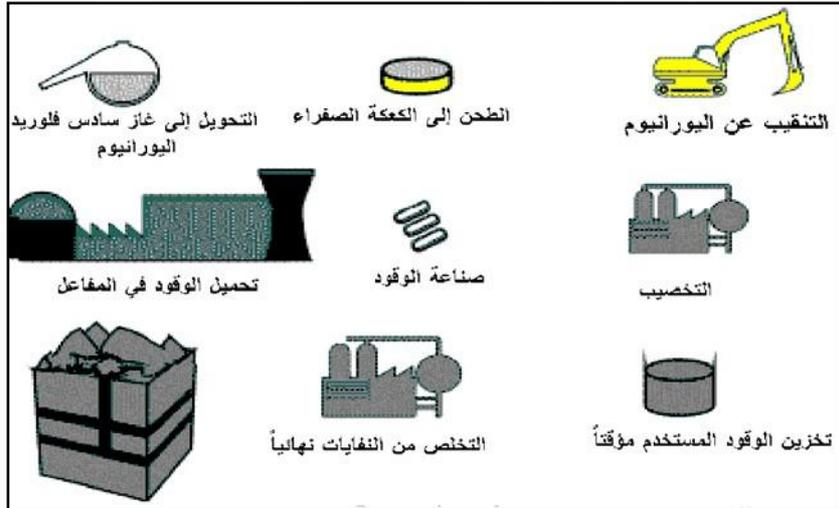 التنقيب عن اليورانيوم
الطحن إلى الكعكة الصفراء
التحويل إلى غاز سادس فلوريد
اليورانيوم
التخصيب
صناعة الوقود
تحميل الوقود في المفاعل
تخزين الوقود المستخدم مؤقتاً
التخلص من النفايات نهائياً